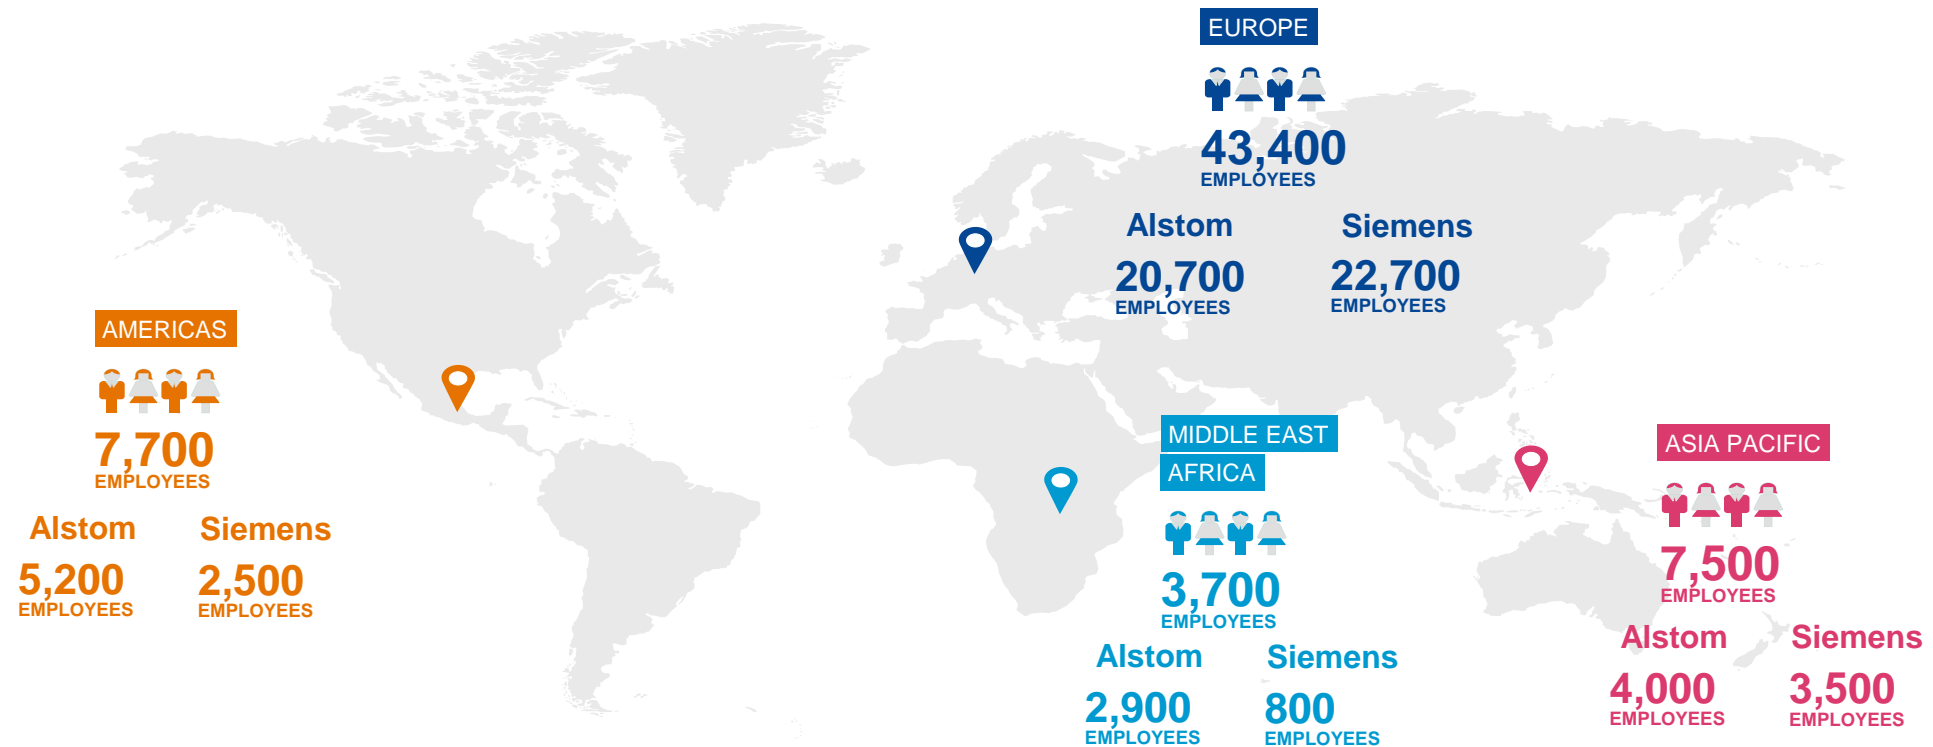 EUROPE
43,400
EMPLOYEES
Alstom Siemens
20,700 22,700
EMPLOYEES EMPLOYEES
AMERICAS
7,700
EMPLOYEES
Alstom Siemens
5,200 2,500
EMPLOYEES EMPLOYEES
MIDDLE EAST
AFRICA
3,700
EMPLOYEES
Alstom Siemens
2,900 800
EMPLOYEES EMPLOYEES
ASIA PACIFIC
7,500
EMPLOYEES
Alstom Siemens
4,000 3,500
EMPLOYEES EMPLOYEES